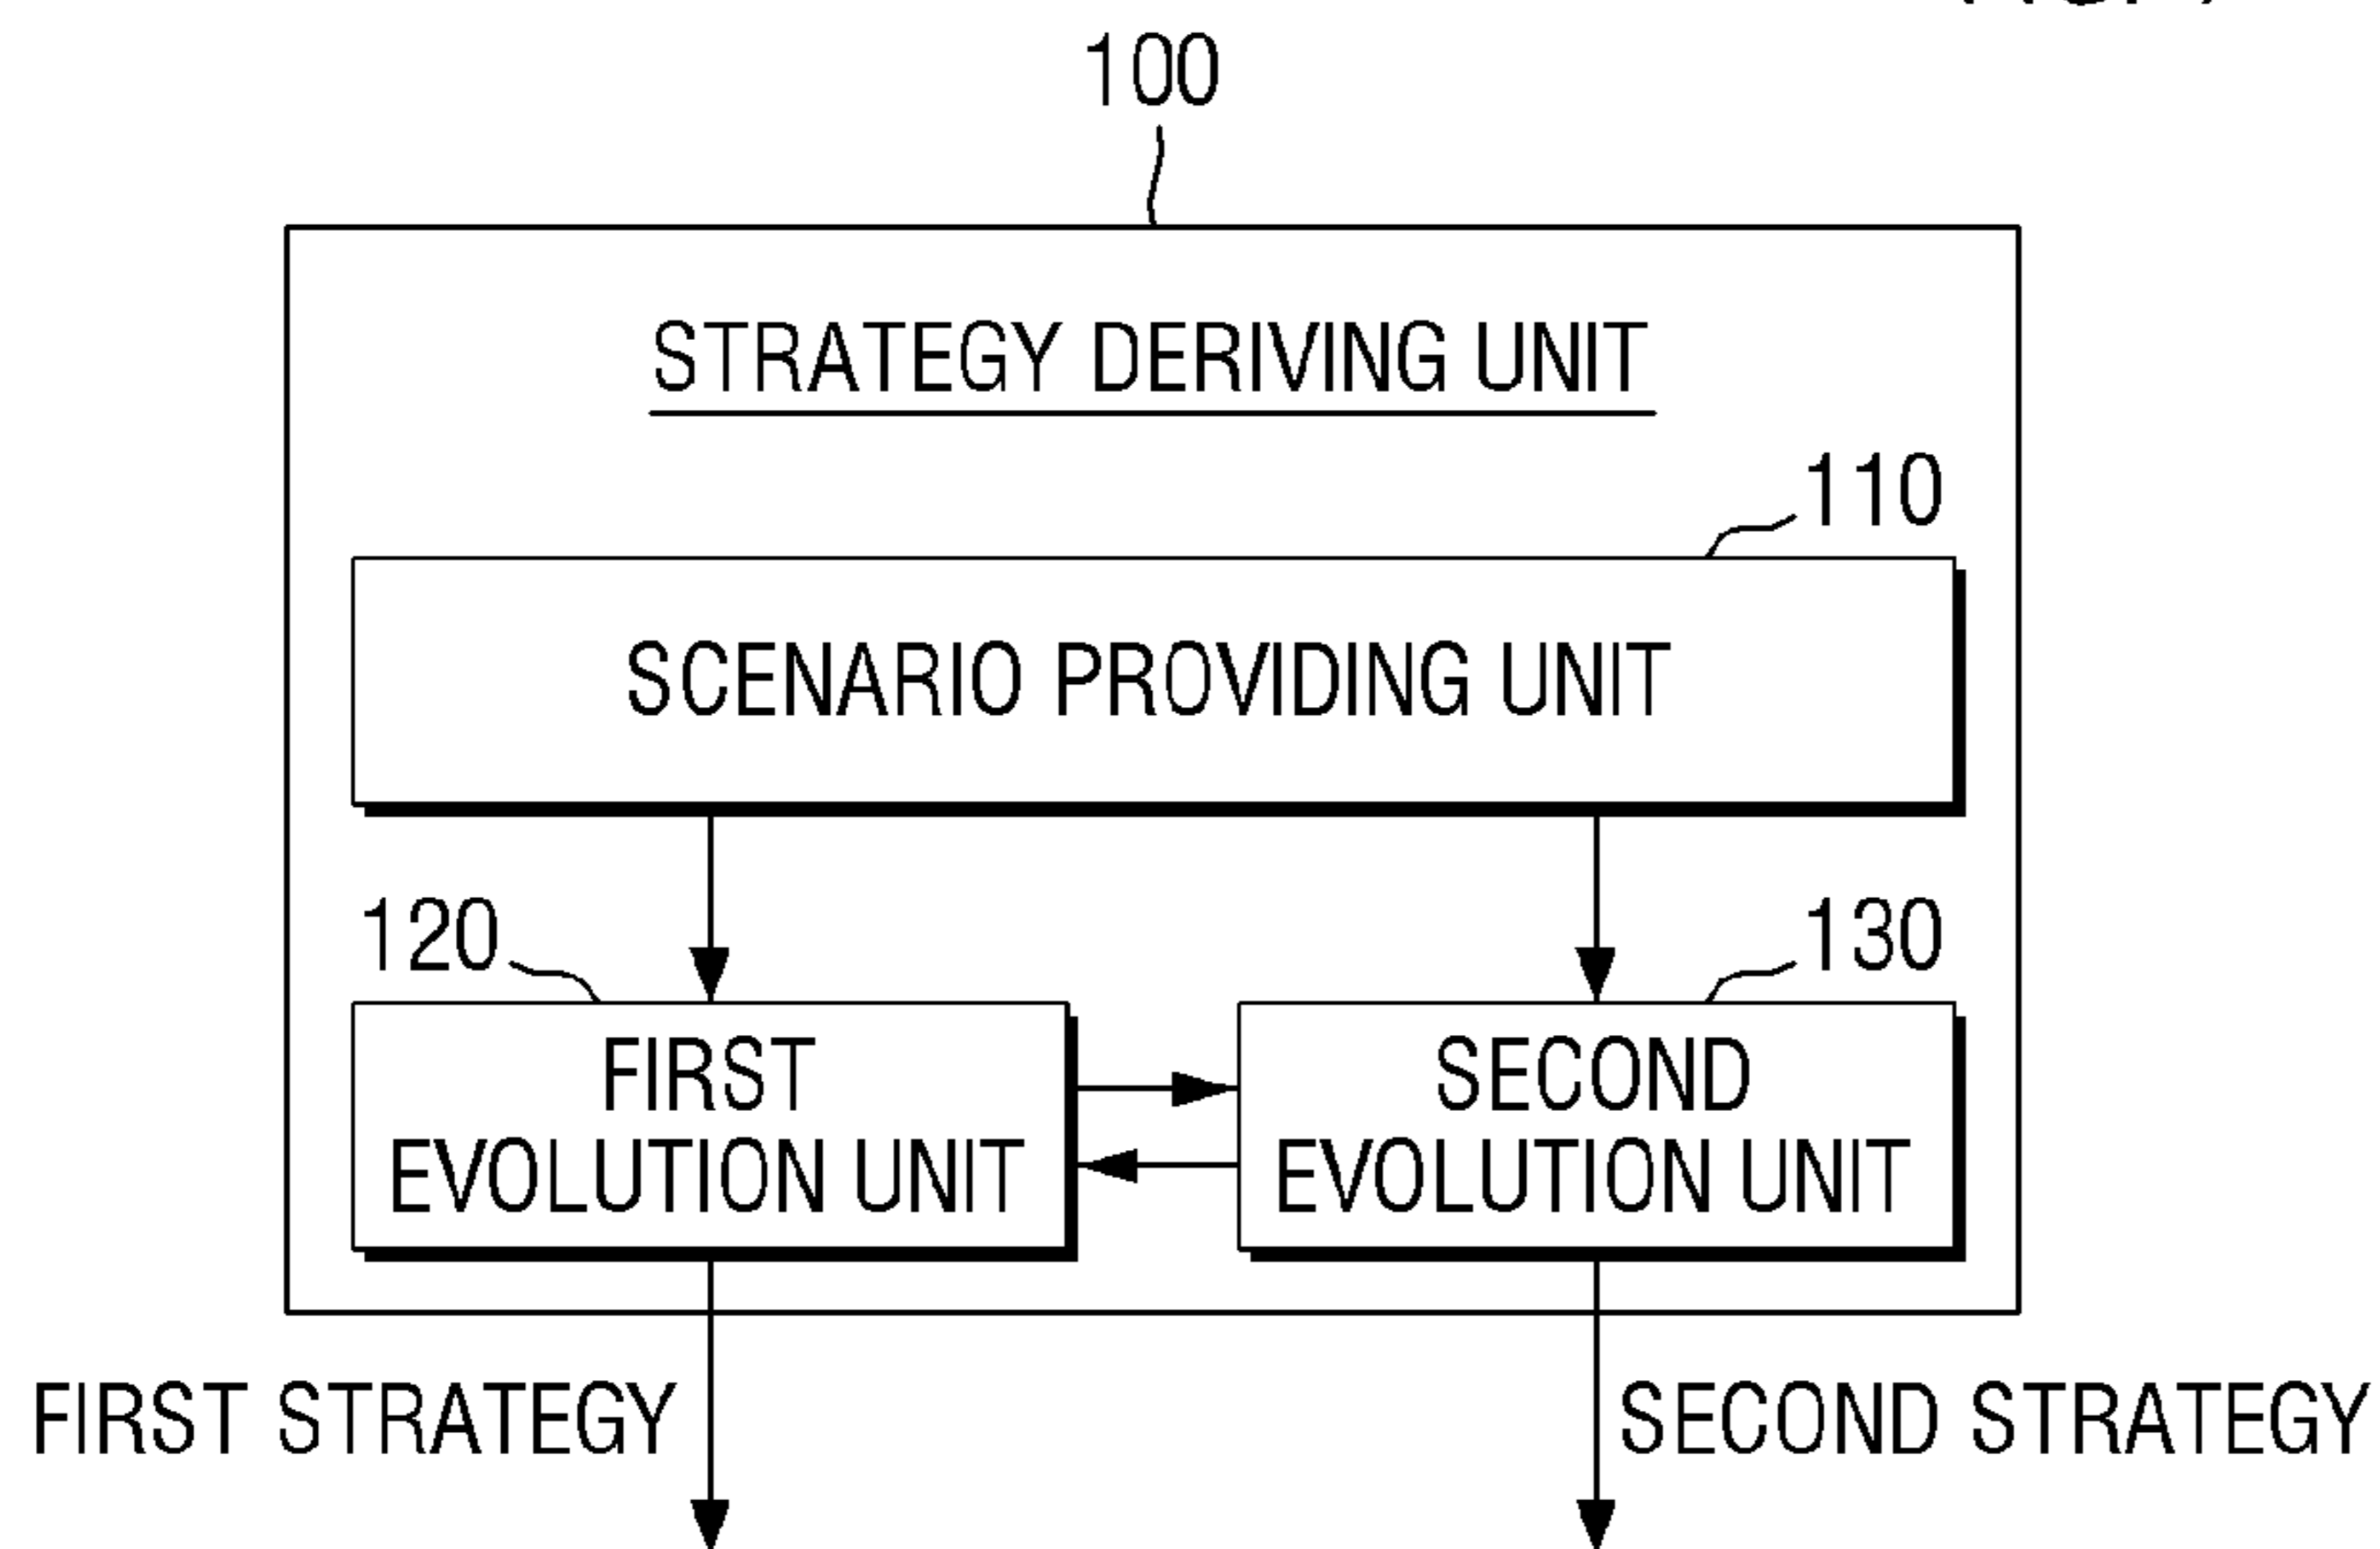 100
STRATEGY DERIVING UNIT
110
SCENARIO PROVIDING UNIT
120
130
FIRST
EVOLUTION UNIT
SECOND
EVOLUTION UNIT
FIRST STRATEGY
SECOND STRATEGY